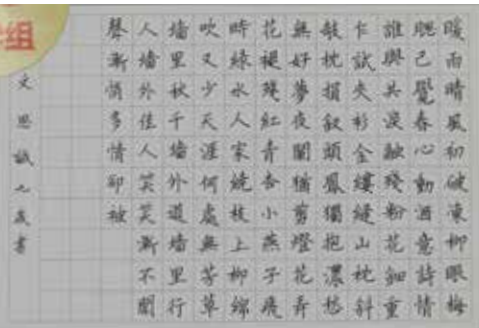 暖雨晴風初破凍柳眼梅
腮已覺春心動酒意詩情
誰與共淚融殘粉花鈿重
乍試夾衫金縷縫山枕斜
敧枕損釵頭鳳獨抱濃愁
無好夢夜闌猶剪燈花弄
花褪殘紅青杏小燕子飛
時綠水人家繞枝上柳綿
吹又少天涯何處無芳草
墻里秋千墻外道墻里行
人墻外佳人笑笑漸不聞
聲漸悄多情卻被
文思誠書
组